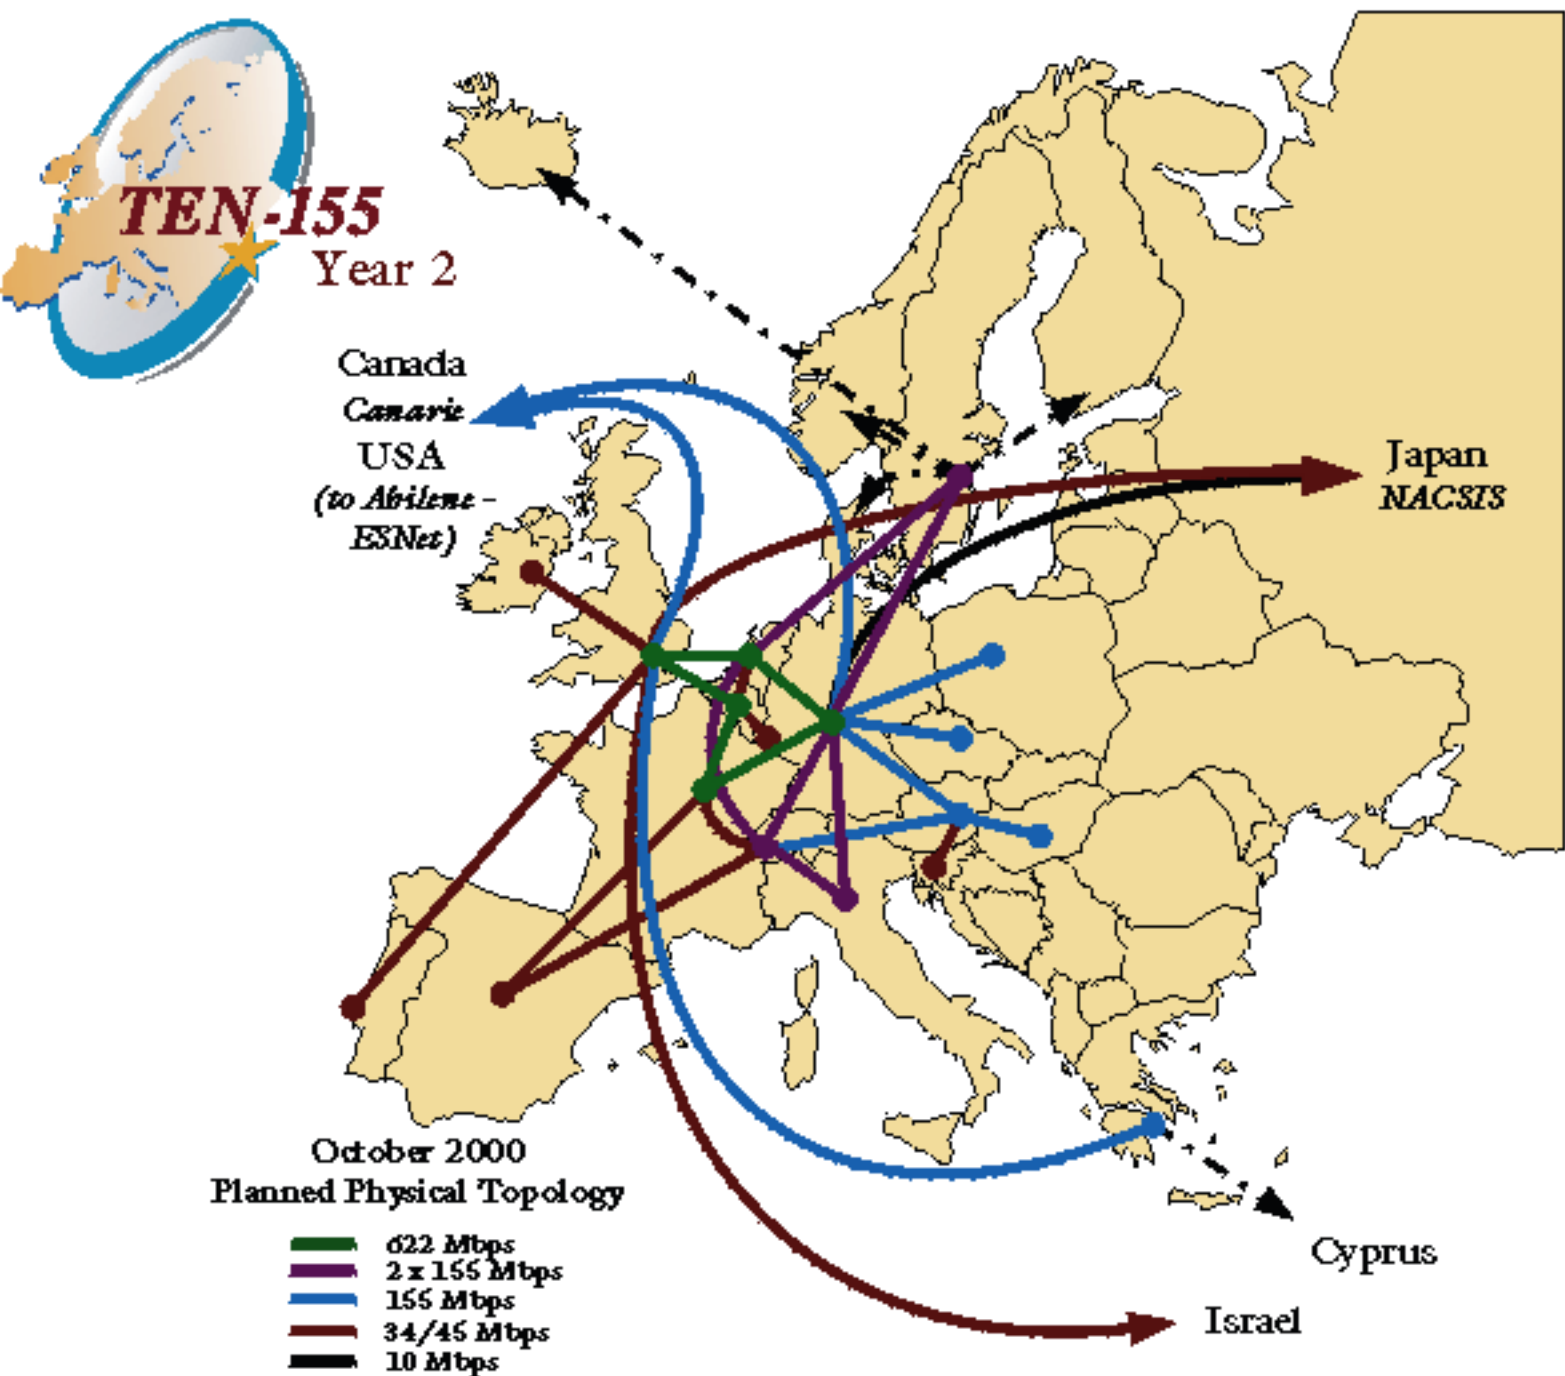 TEN-155
Year 2
Canada
Canarie
USA
(to Abilene -
ESNet)
Japan
NACSIS
October 2000
Planned Physical Topology
622 Mbps
2 x 155 Mbps
155 Mbps
34/45 Mbps
10 Mbps
Cyprus
Israel